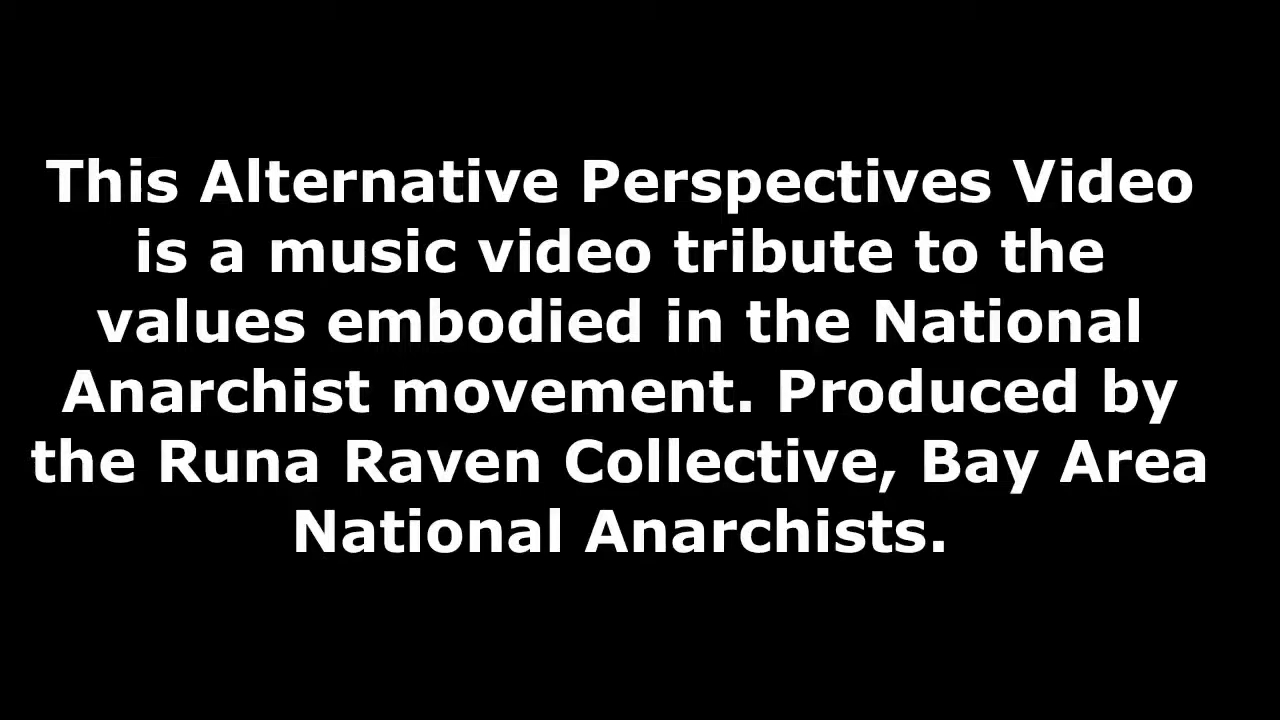 This Alternative Perspectives Video
is a music video tribute to the
values embodied in the National
Anarchist movement. Produced by
the Runa Raven Collective, Bay Area
National Anarchists.